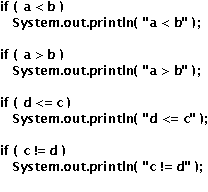 if ( a < b )
System.out.println( "a < b" );
if ( a > b )
System.out.println( "a > b" );
if ( d <= c )
System.out.println( "d <= c" );
if ( c != d )
System.out.println( "c != d" );